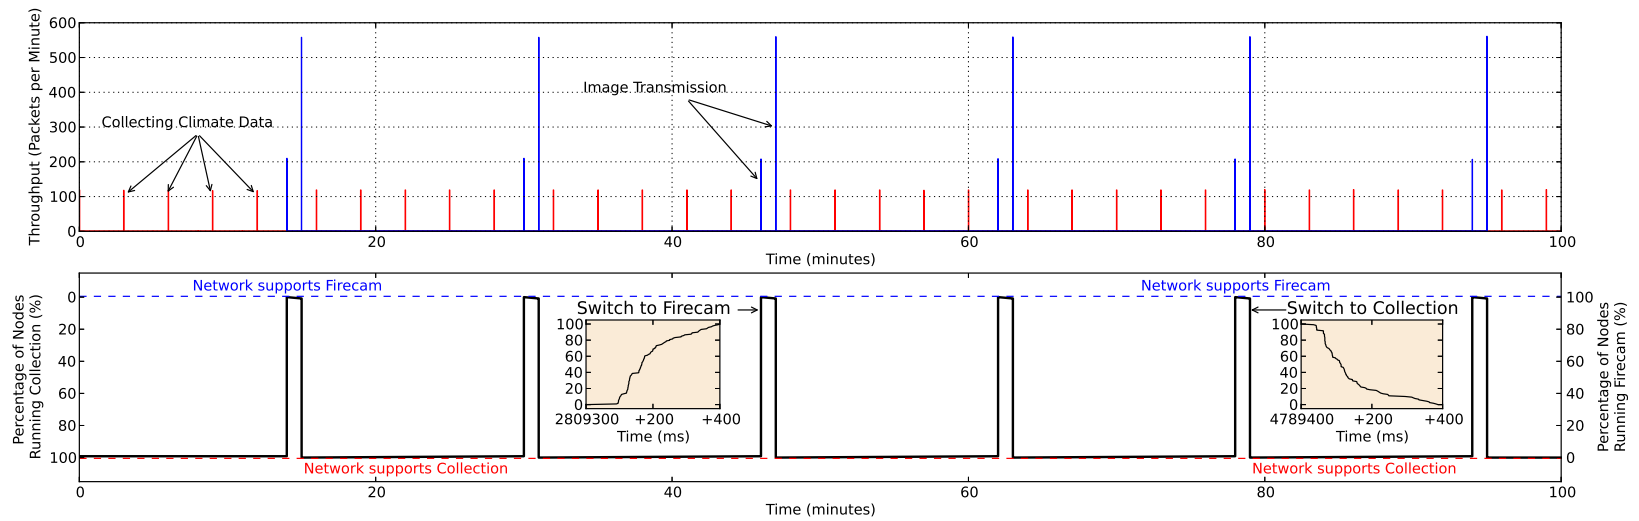 600
500
400
300
200
100
0
Throughput (Packets per Minute)
Collecting Climate Data
Image Transmission
0 20 40 60 80 100
Time (minutes)
Network supports Firecam
Network supports Firecam
0
20
40
60
80
100
Percentage of Nodes
Running Collection (%)
Switch to Firecam
100
80
60
40
20
0
2809300 +200 +400
Time (ms)
Switch to Collection
100
80
60
40
20
0
4789400 +200 +400
Time (ms)
100
80
60
40
20
0
Percentage of Nodes
Running Firecam (%)
Network supports Collection
Network supports Collection
0 20 40 60 80 100
Time (minutes)